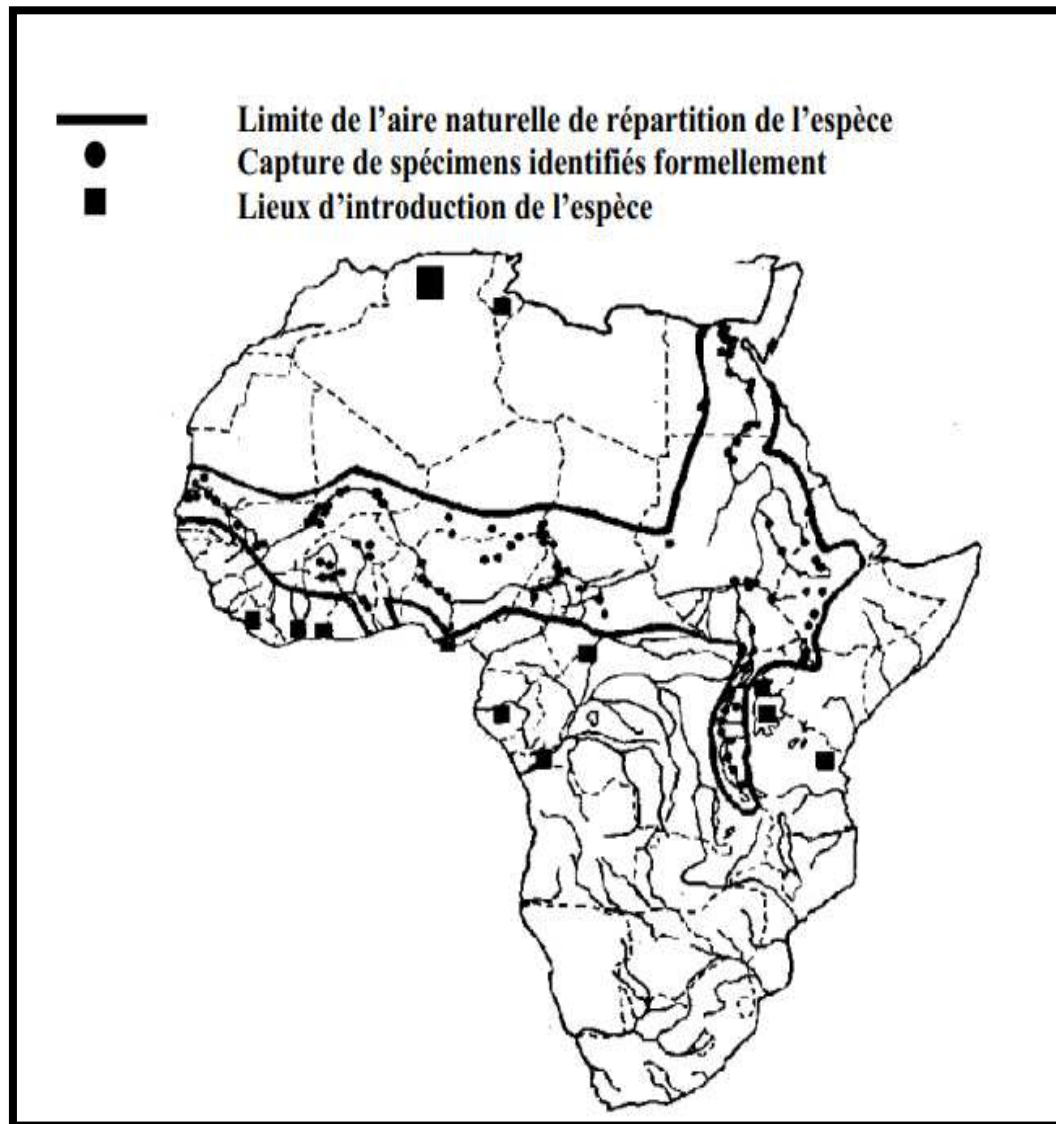 Limite de l’aire naturelle de répartition de l’espèce
Capture de spécimens identifiés formellement
Lieux d’introduction de l’espèce